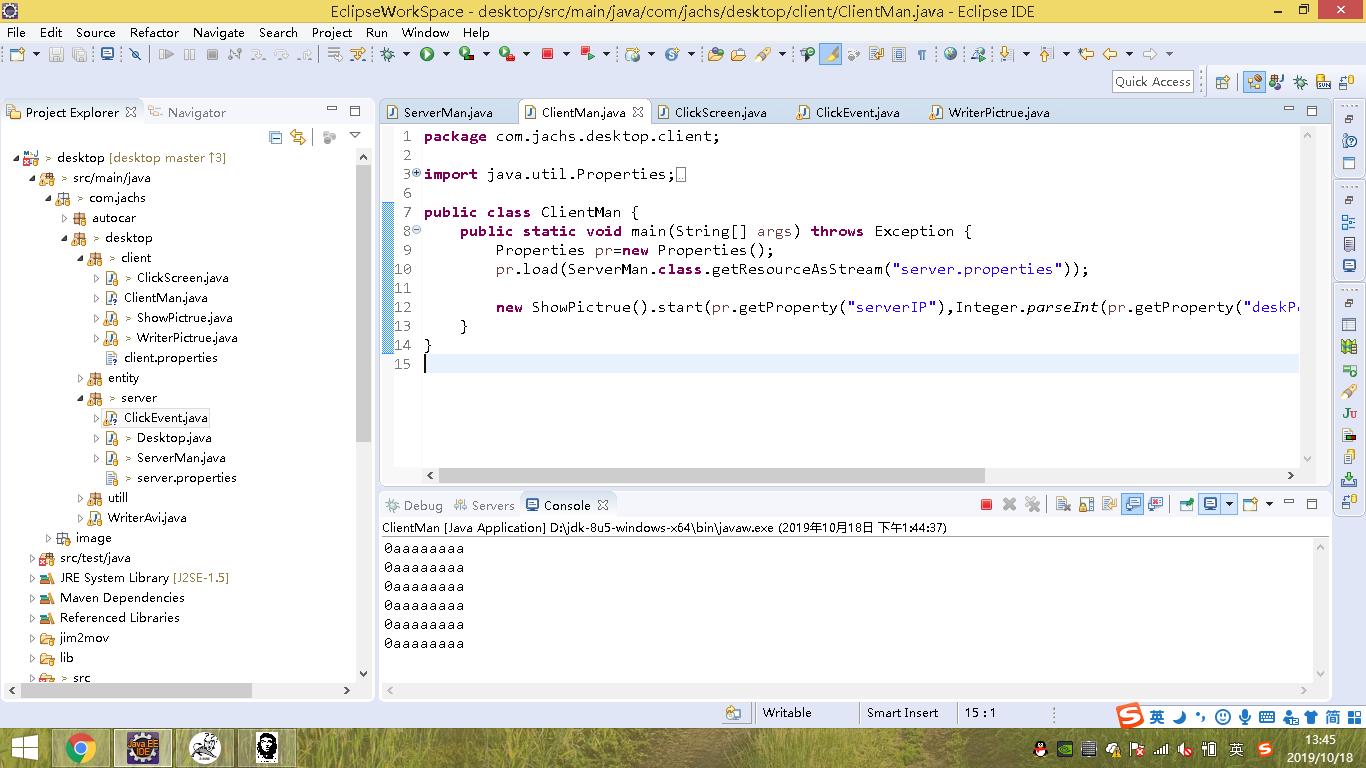 EclipseWorkSpace - desktop/src/main/java/com/jachs/desktop/client/ClientMan.java - Eclipse IDE
File Edit Source Refactor Navigate Search Project Run Window Help
Quick Access
Project Explorer
Navigator
> desktop [desktop master ↑3]
> src/main/java
> com.jachs
autocar
> desktop
> client
> ClickScreen.java
ClientMan.java
> ShowPictrue.java
> WriterPictrue.java
client.properties
entity
> server
ClickEvent.java
> Desktop.java
> ServerMan.java
> server.properties
utill
WriterAvi.java
image
src/test/java
JRE System Library [J2SE-1.5]
Maven Dependencies
Referenced Libraries
jim2mov
lib
> src
ServerMan.java ClientMan.java ClickScreen.java ClickEvent.java WriterPictrue.java
1 package com.jachs.desktop.client;
2
3 import java.util.Properties;
6
7 public class ClientMan {
8 public static void main(String[] args) throws Exception {
9 Properties pr=new Properties();
10 pr.load(ServerMan.class.getResourceAsStream("server.properties"));
11
12 new ShowPictrue().start(pr.getProperty("serverIP"),Integer.parseInt(pr.getProperty("deskP
13 }
14 }
15
Debug Servers Console
ClientMan [Java Application] D:\jdk-8u5-windows-x64\bin\javaw.exe (2019年10月18日 下午1:44:37)
0aaaaaaaa
0aaaaaaaa
0aaaaaaaa
0aaaaaaaa
0aaaaaaaa
0aaaaaaaa
Writable Smart Insert 15 : 1
英 简
Java EE IDE
英
13:45
2019/10/18